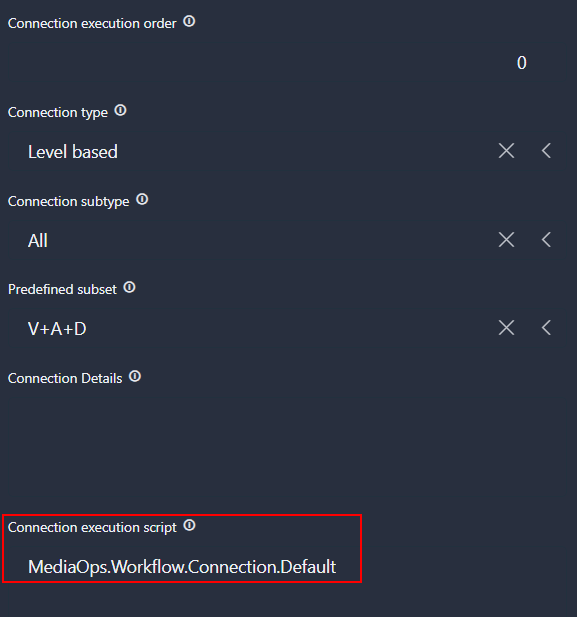 Connection execution order
0
Connection type
Level based
Connection subtype
All
Predefined subset
V+A+D
Connection Details
Connection execution script
MediaOps.Workflow.Connection.Default